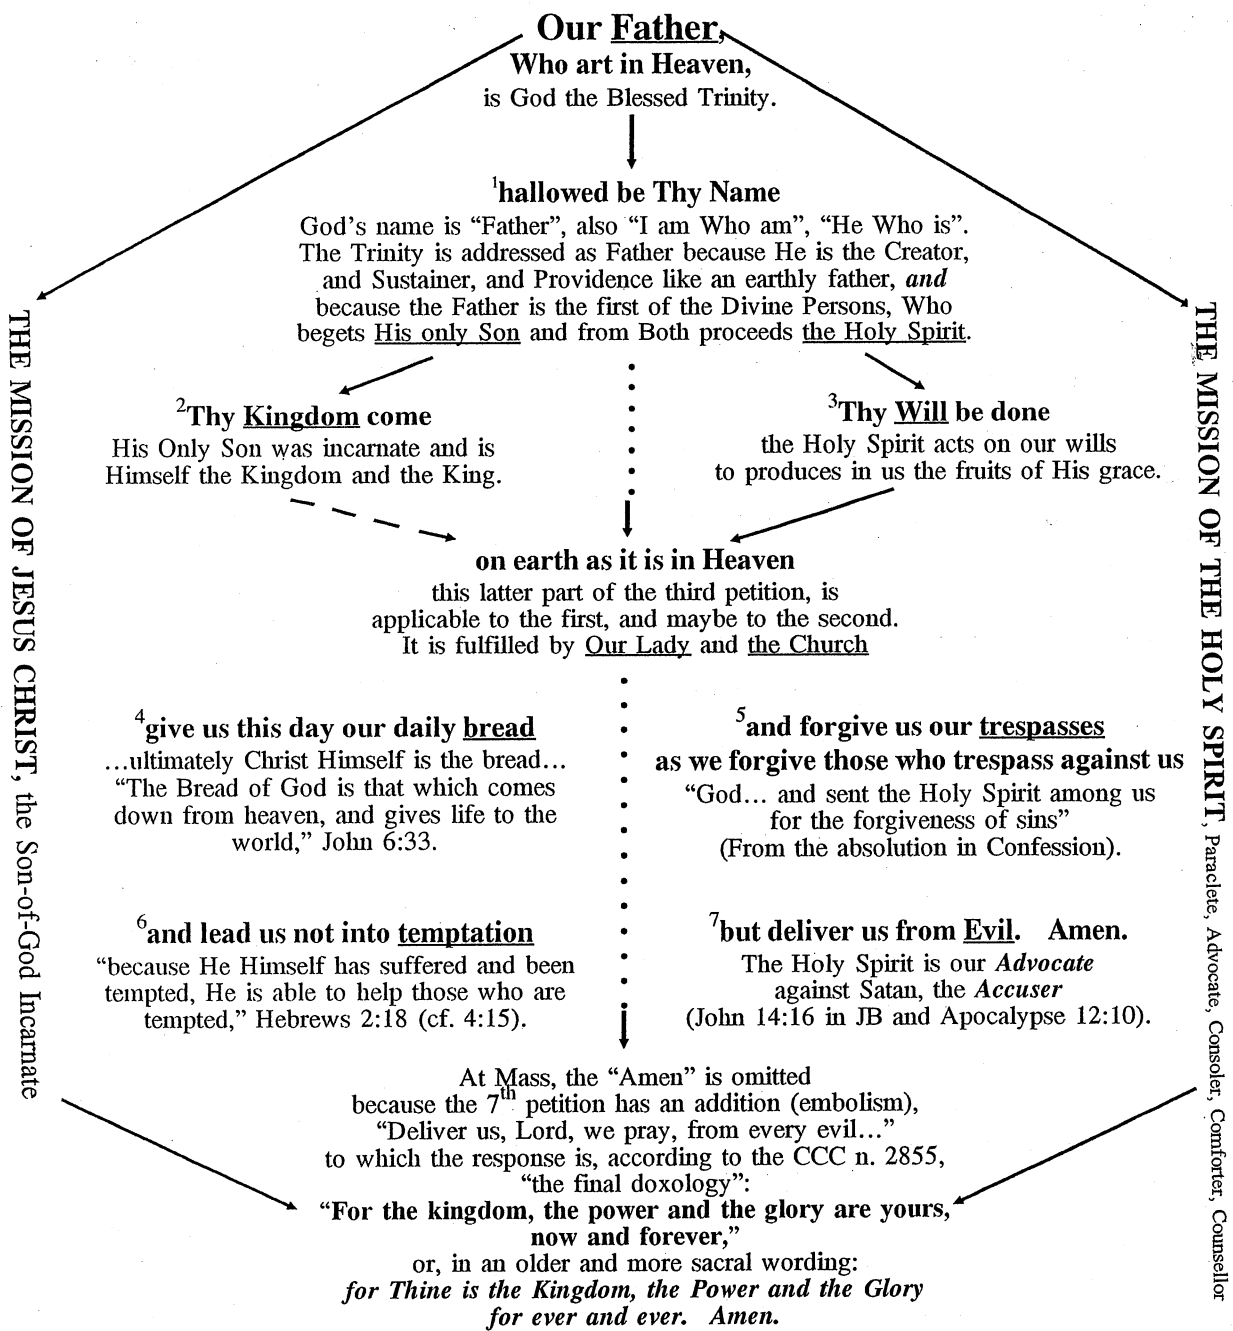 Our Father,
Who art in Heaven,
is God the Blessed Trinity.
1hallowed be Thy Name
God's name is “Father”, also “I am Who am”, “He Who is”.
The Trinity is addressed as Father because He is the Creator,
and Sustainer, and Providence like an earthly father, and
because the Father is the first of the Divine Persons, Who
begets His only Son and from Both proceeds the Holy Spirit.
2Thy Kingdom come
His Only Son was incarnate and is
Himself the Kingdom and the King.
3Thy Will be done
the Holy Spirit acts on our wills
to produces in us the fruits of His grace.
on earth as it is in Heaven
this latter part of the third petition, is
applicable to the first, and maybe to the second.
It is fulfilled by Our Lady and the Church
4give us this day our daily bread
…ultimately Christ Himself is the bread…
“The Bread of God is that which comes
down from heaven, and gives life to the
world,” John 6:33.
5and forgive us our trespasses
as we forgive those who trespass against us
“God… and sent the Holy Spirit among us
for the forgiveness of sins”
(From the absolution in Confession).
6and lead us not into temptation
“because He Himself has suffered and been
tempted, He is able to help those who are
tempted,” Hebrews 2:18 (cf. 4:15).
7but deliver us from Evil. Amen.
The Holy Spirit is our Advocate
against Satan, the Accuser
(John 14:16 in JB and Apocalypse 12:10).
At Mass, the “Amen” is omitted
because the 7th petition has an addition (embolism),
“Deliver us, Lord, we pray, from every evil…”
to which the response is, according to the CCC n. 2855,
“the final doxology”:
“For the kingdom, the power and the glory are yours,
now and forever,”
or, in an older and more sacral wording:
for Thine is the Kingdom, the Power and the Glory
for ever and ever. Amen.
THE MISSION OF JESUS CHRIST, the Son-of-God Incarnate
THE MISSION OF THE HOLY SPIRIT, Paraclete, Advocate, Consoler, Comforter, Counsellor